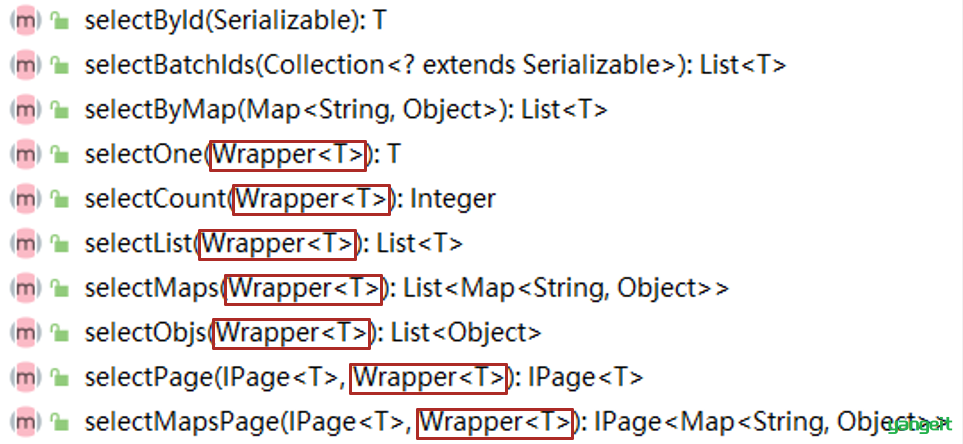 selectById(Serializable): T
selectBatchIds(Collection<? extends Serializable>): List<T>
selectByMap(Map<String, Object>): List<T>
selectOne(Wrapper<T>): T
selectCount(Wrapper<T>): Integer
selectList(Wrapper<T>): List<T>
selectMaps(Wrapper<T>): List<Map<String, Object>>
selectObjs(Wrapper<T>): List<Object>
selectPage(IPage<T>, Wrapper<T>): IPage<T>
selectMapsPage(IPage<T>, Wrapper<T>): IPage<Map<String, Object>>